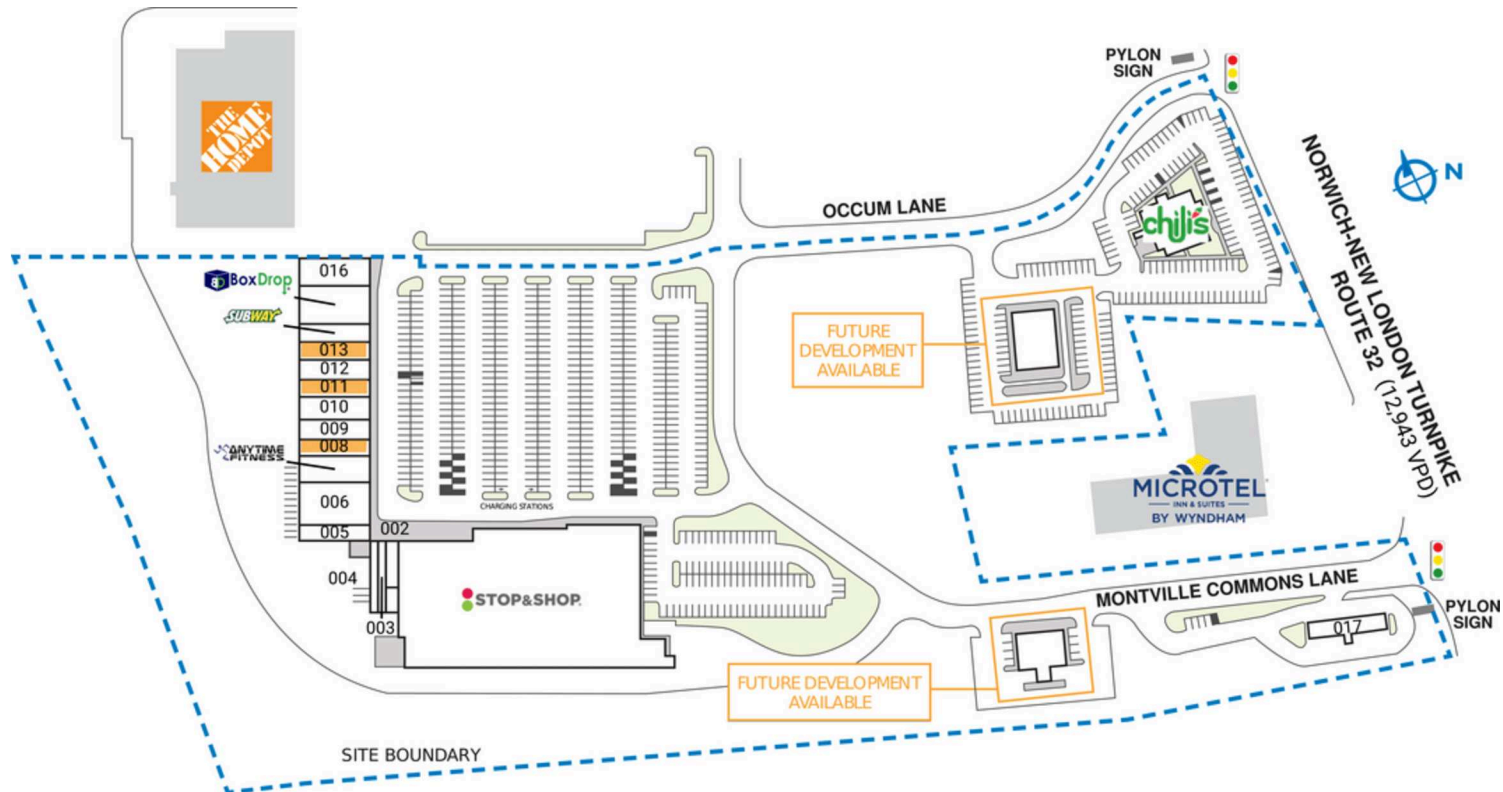 PYLON
SIGN
THE
HOME
DEPOT
NORWICH-NEW LONDON TURNPIKE
ROUTE 32 (12,943 VPD)
N
OCCUM LANE
chili's
016
BoxDrop
SUBWAY
013
012
011
010
009
008
ANYTIME
FITNESS
006
005
002
004
003
CHARGING STATIONS
STOP&SHOP
FUTURE
DEVELOPMENT
AVAILABLE
MICROTEL
INN & SUITES
BY WYNDHAM
MONTVILLE COMMONS LANE
017
PYLON
SIGN
FUTURE DEVELOPMENT
AVAILABLE
SITE BOUNDARY